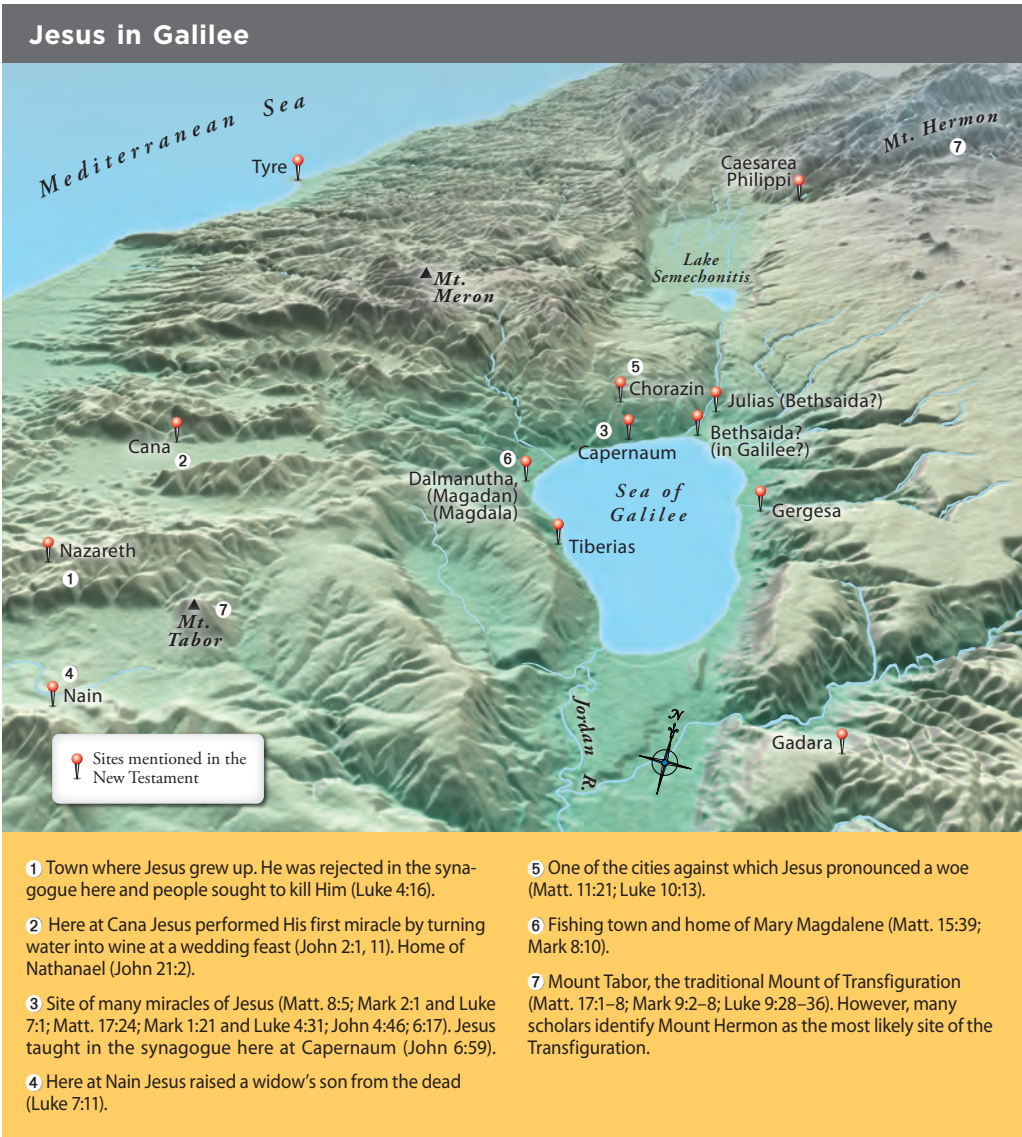 Jesus in Galilee
Mediterranean Sea
Tyre
Mt. Hermon
7
Caesarea
Philippi
Lake
Semechonitis
Mt.
Meron
5
Chorazin
Julias (Bethsaida?)
3
Capernaum
Bethsaida?
(in Galilee?)
Cana
2
6
Dalmanutha,
(Magadan)
(Magdala)
Sea of
Galilee
Gergesa
Tiberias
Nazareth
1
7
Mt.
Tabor
4
Nain
Jordan R.
N
Gadara
Sites mentioned in the
New Testament
1 Town where Jesus grew up. He was rejected in the syna-
gogue here and people sought to kill Him (Luke 4:16).
2 Here at Cana Jesus performed His first miracle by turning
water into wine at a wedding feast (John 2:1, 11). Home of
Nathanael (John 21:2).
3 Site of many miracles of Jesus (Matt. 8:5; Mark 2:1 and Luke
7:1; Matt. 17:24; Mark 1:21 and Luke 4:31; John 4:46; 6:17). Jesus
taught in the synagogue here at Capernaum (John 6:59).
4 Here at Nain Jesus raised a widow’s son from the dead
(Luke 7:11).
5 One of the cities against which Jesus pronounced a woe
(Matt. 11:21; Luke 10:13).
6 Fishing town and home of Mary Magdalene (Matt. 15:39;
Mark 8:10).
7 Mount Tabor, the traditional Mount of Transfiguration
(Matt. 17:1–8; Mark 9:2–8; Luke 9:28–36). However, many
scholars identify Mount Hermon as the most likely site of the
Transfiguration.